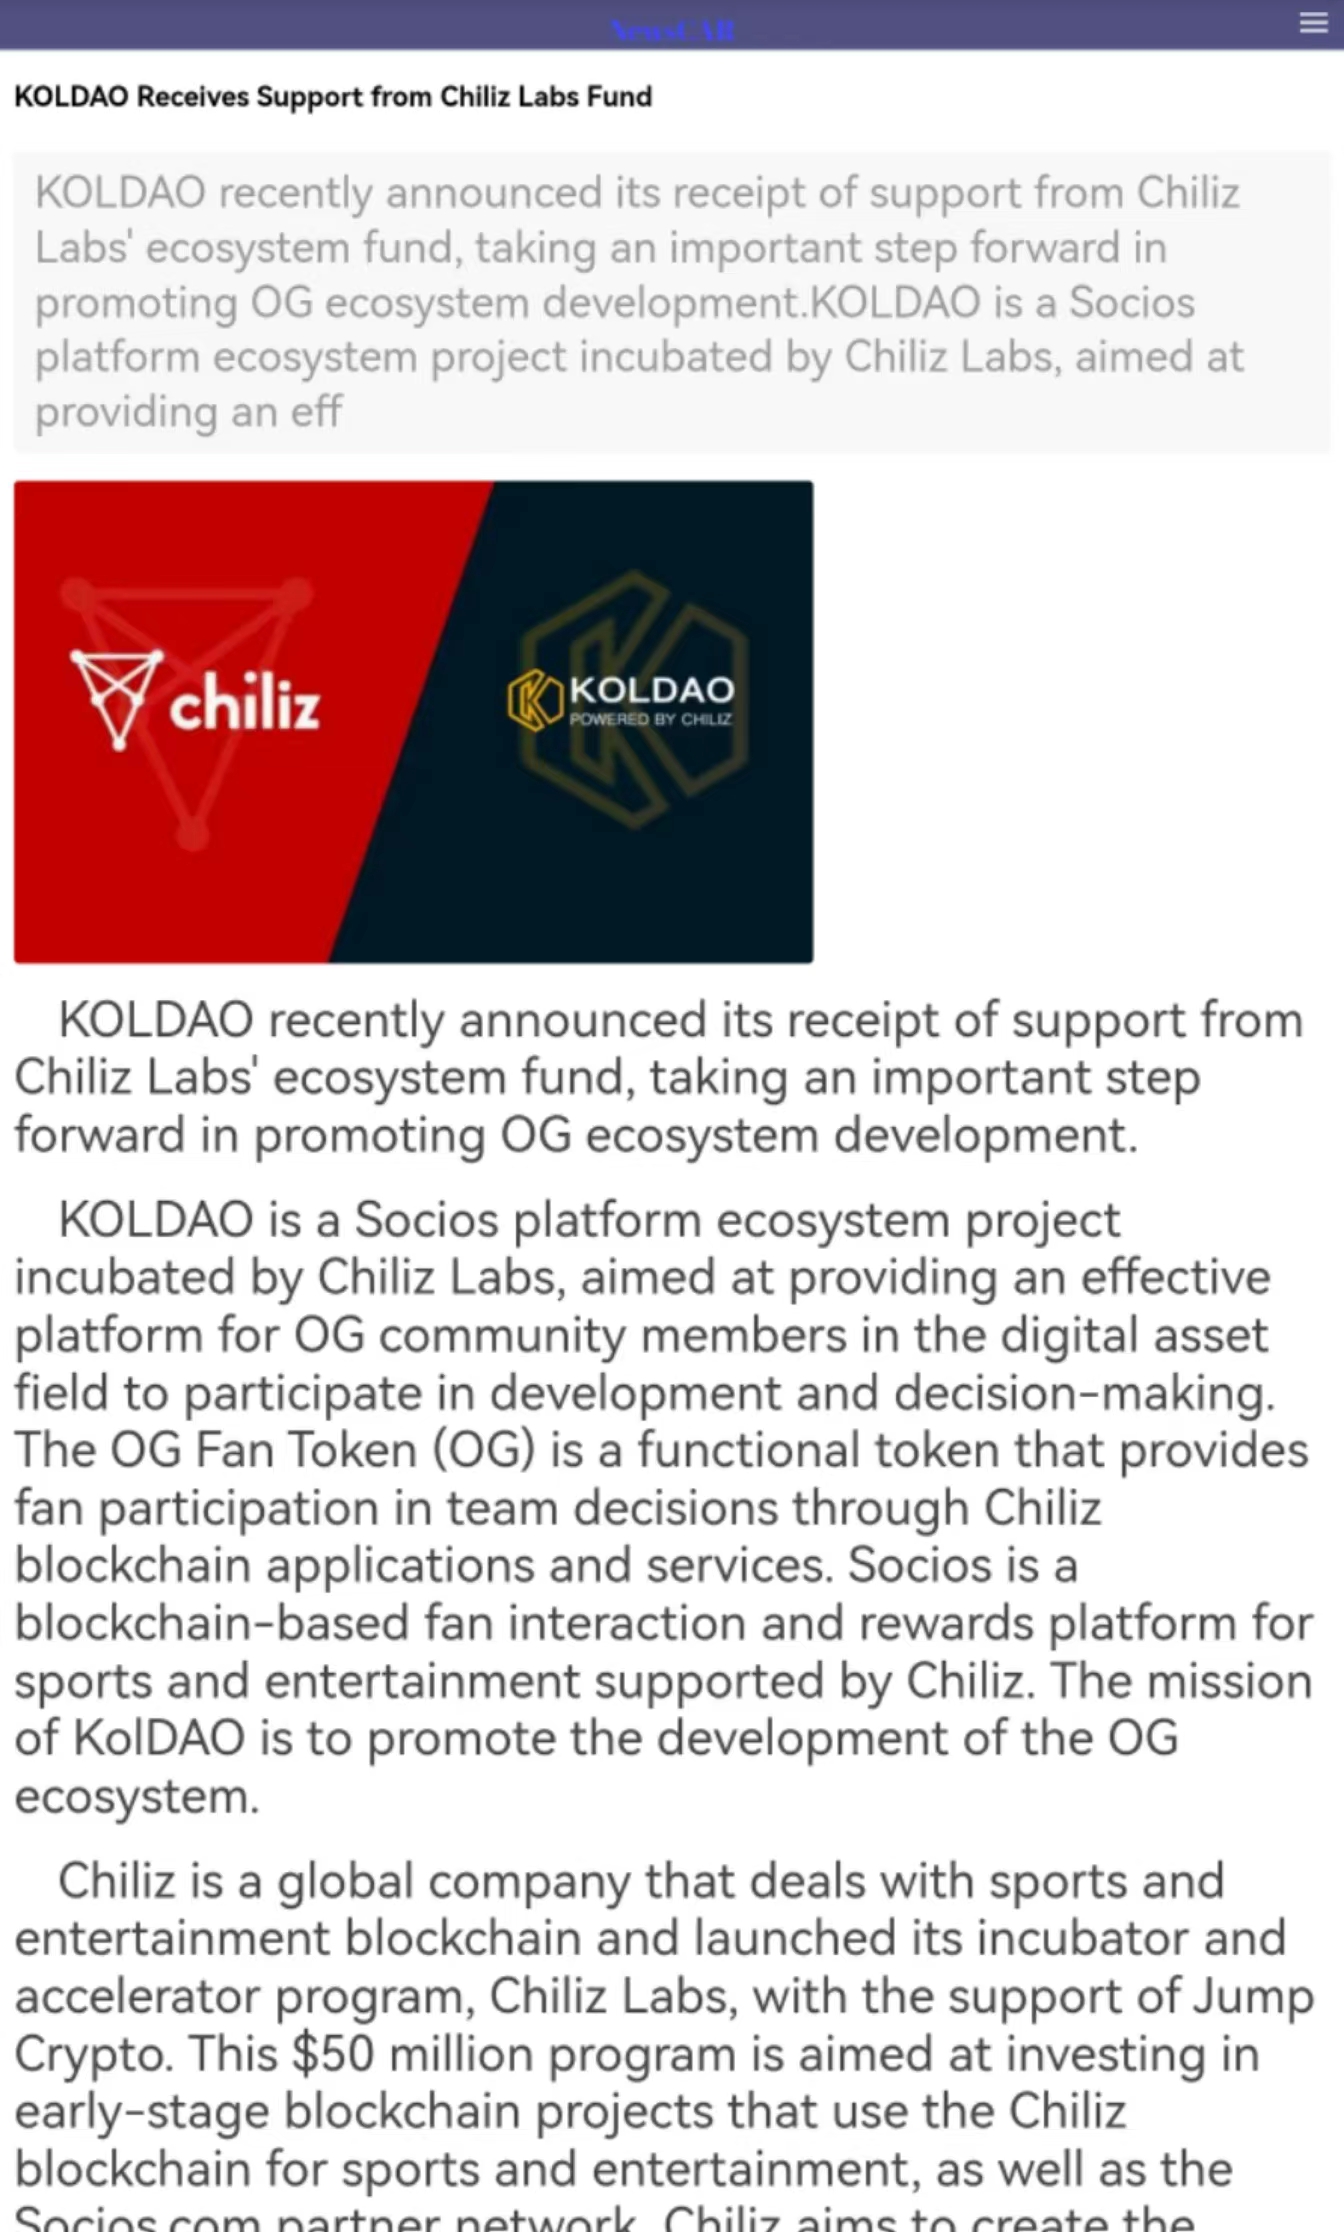 NewsCAB
KOLDAO Receives Support from Chiliz Labs Fund
KOLDAO recently announced its receipt of support from Chiliz
Labs' ecosystem fund, taking an important step forward in
promoting OG ecosystem development.KOLDAO is a Socios
platform ecosystem project incubated by Chiliz Labs, aimed at
providing an eff
chiliz
KOLDAO
POWERED BY CHILIZ
KOLDAO recently announced its receipt of support from
Chiliz Labs' ecosystem fund, taking an important step
forward in promoting OG ecosystem development.
KOLDAO is a Socios platform ecosystem project
incubated by Chiliz Labs, aimed at providing an effective
platform for OG community members in the digital asset
field to participate in development and decision-making.
The OG Fan Token (OG) is a functional token that provides
fan participation in team decisions through Chiliz
blockchain applications and services. Socios is a
blockchain-based fan interaction and rewards platform for
sports and entertainment supported by Chiliz. The mission
of KolDAO is to promote the development of the OG
ecosystem.
Chiliz is a global company that deals with sports and
entertainment blockchain and launched its incubator and
accelerator program, Chiliz Labs, with the support of Jump
Crypto. This $50 million program is aimed at investing in
early-stage blockchain projects that use the Chiliz
blockchain for sports and entertainment, as well as the
Socios.com partner network. Chiliz aims to create the